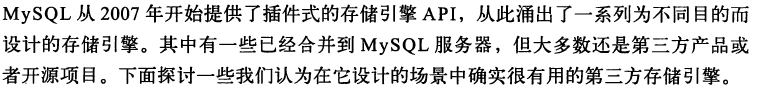 MySQL 从 2007 年开始提供了插件式的存储引擎 API，从此涌出了一系列为不同目的而
设计的存储引擎。其中有一些已经合并到 MySQL 服务器，但大多数还是第三方产品或
者开源项目。下面探讨一些我们认为在它设计的场景中确实很有用的第三方存储引擎。